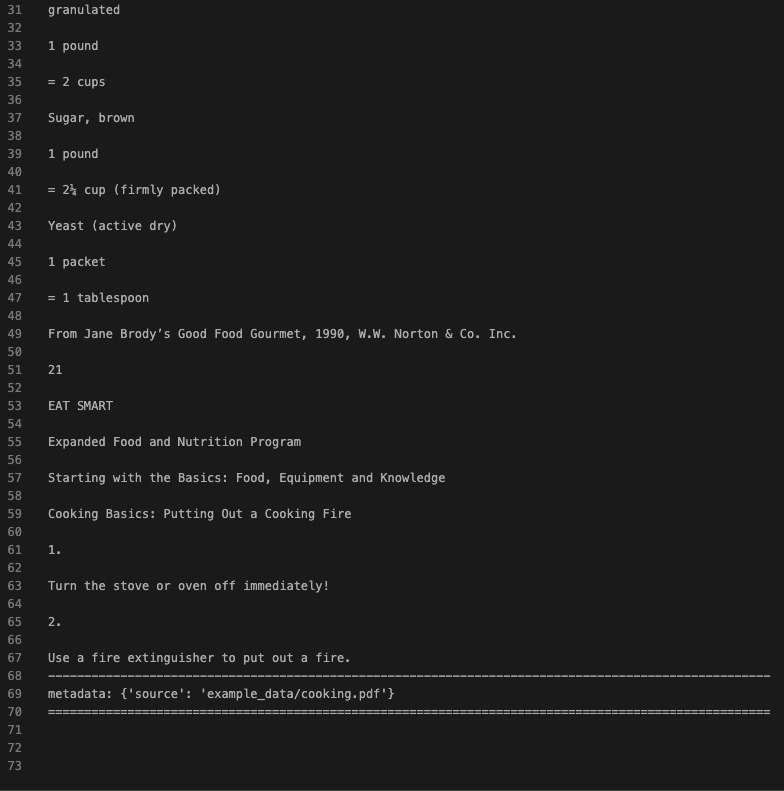 31 granulated
32
33 1 pound
34
35 = 2 cups
36
37 Sugar, brown
38
39 1 pound
40
41 = 2¼ cup (firmly packed)
42
43 Yeast (active dry)
44
45 1 packet
46
47 = 1 tablespoon
48
49 From Jane Brody’s Good Food Gourmet, 1990, W.W. Norton & Co. Inc.
50
51 21
52
53 EAT SMART
54
55 Expanded Food and Nutrition Program
56
57 Starting with the Basics: Food, Equipment and Knowledge
58
59 Cooking Basics: Putting Out a Cooking Fire
60
61 1.
62
63 Turn the stove or oven off immediately!
64
65 2.
66
67 Use a fire extinguisher to put out a fire.
68 ----------------------------------------------------------------------------------------------------
69 metadata: {'source': 'example_data/cooking.pdf'}
70 ====================================================================================================
71
72
73